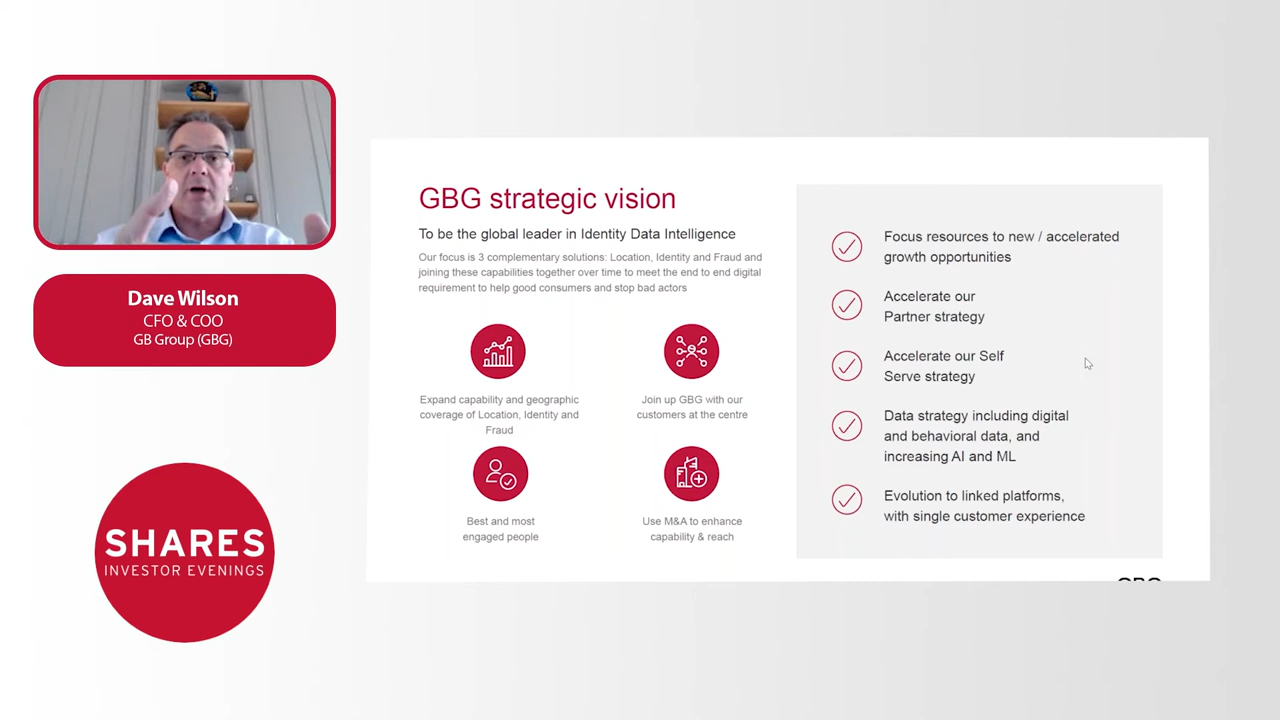 Dave Wilson
CFO & COO
GB Group (GBG)
SHARES
INVESTOR EVENINGS
GBG strategic vision
To be the global leader in Identity Data Intelligence
Our focus is 3 complementary solutions: Location, Identity and Fraud and
joining these capabilities together over time to meet the end to end digital
requirement to help good consumers and stop bad actors
Expand capability and geographic
coverage of Location, Identity and
Fraud
Join up GBG with our
customers at the centre
Best and most
engaged people
Use M&A to enhance
capability & reach
Focus resources to new / accelerated
growth opportunities
Accelerate our
Partner strategy
Accelerate our Self
Serve strategy
Data strategy including digital
and behavioral data, and
increasing AI and ML
Evolution to linked platforms,
with single customer experience